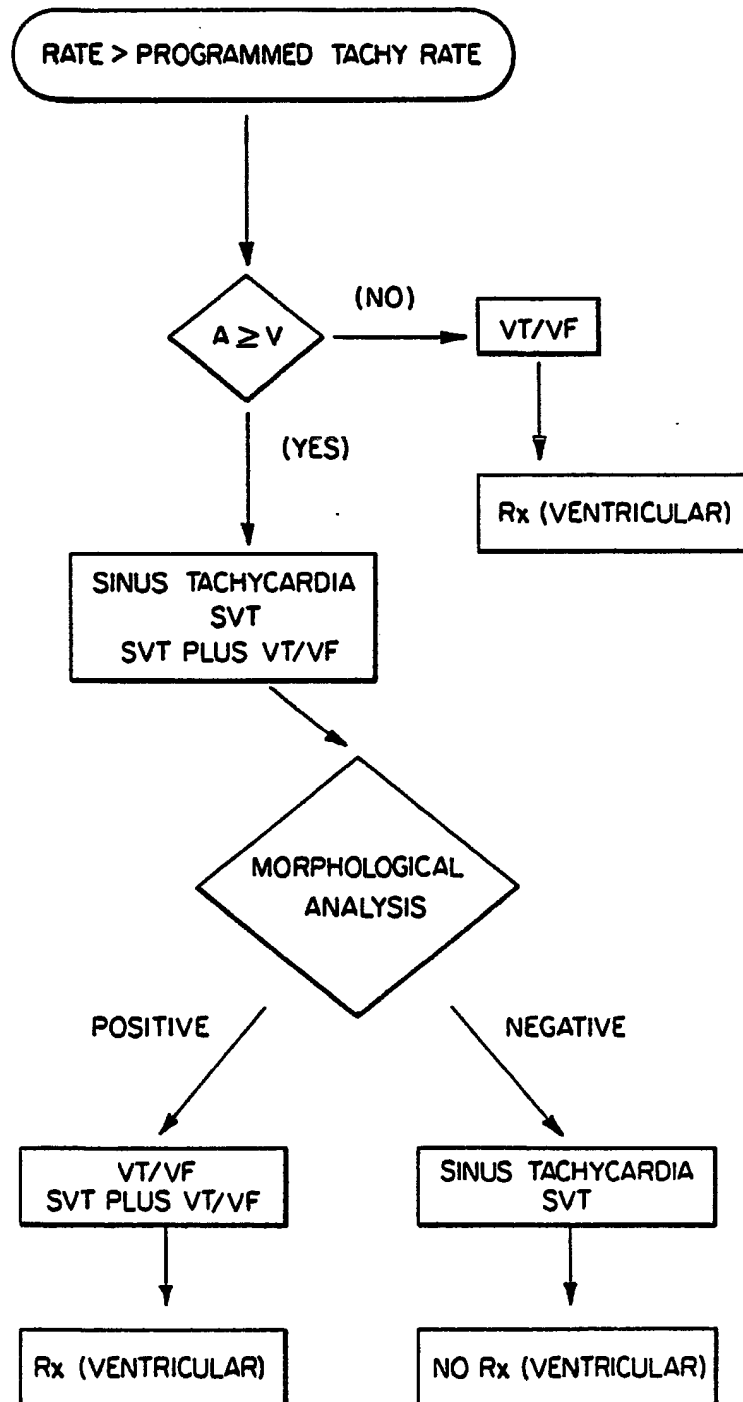 RATE > PROGRAMMED TACHY RATE
A ≥ V
(NO)
VT/VF
Rx (VENTRICULAR)
(YES)
SINUS TACHYCARDIA
SVT
SVT PLUS VT/VF
MORPHOLOGICAL
ANALYSIS
POSITIVE
NEGATIVE
VT/VF
SVT PLUS VT/VF
SINUS TACHYCARDIA
SVT
Rx (VENTRICULAR)
NO Rx (VENTRICULAR)